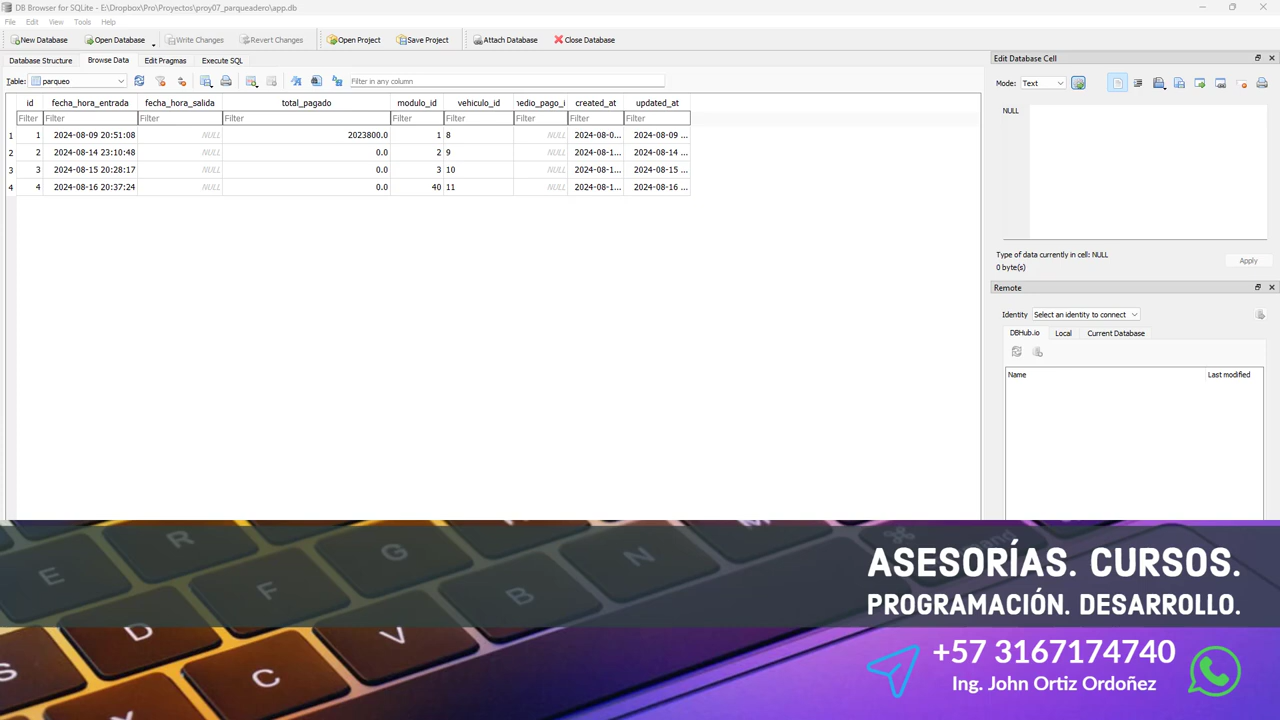 DB Browser for SQLite - E:\Dropbox\Pro\Proyectos\proy07_parqueadero\app.db
File Edit View Tools Help
New Database Open Database Write Changes Revert Changes Open Project Save Project Attach Database Close Database
Database Structure Browse Data Edit Pragmas Execute SQL
Table: parqueo Filter in any column
id fecha_hora_entrada fecha_hora_salida total_pagado modulo_id vehiculo_id nedio_pago_i created_at updated_at
Filter Filter Filter Filter Filter Filter Filter Filter Filter
1 1 2024-08-09 20:51:08 NULL 2023800.0 1 8 NULL 2024-08-0... 2024-08-09 ...
2 2 2024-08-14 23:10:48 NULL 0.0 2 9 NULL 2024-08-1... 2024-08-14 ...
3 3 2024-08-15 20:28:17 NULL 0.0 3 10 NULL 2024-08-1... 2024-08-15 ...
4 4 2024-08-16 20:37:24 NULL 0.0 40 11 NULL 2024-08-1... 2024-08-16 ...
Edit Database Cell
Mode: Text
NULL
Type of data currently in cell: NULL
0 byte(s)
Apply
Remote
Identity Select an identity to connect
DBHub.io Local Current Database
Name Last modified
E R G F D B N V C S
ASESORÍAS. CURSOS.
PROGRAMACIÓN. DESARROLLO.
+57 3167174740
Ing. John Ortiz Ordoñez